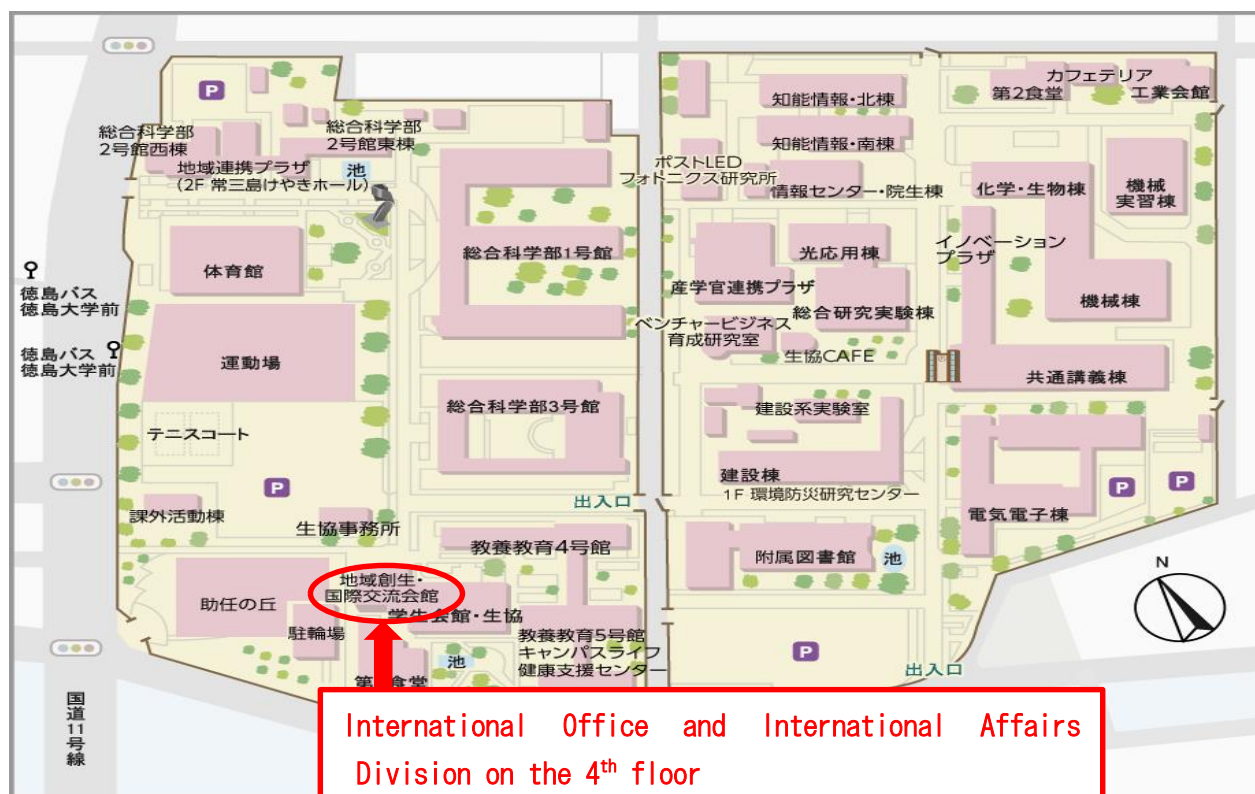 P
総合科学部
2号館西棟
総合科学部
2号館東棟
地域連携プラザ
(2F 常三島けやきホール)
池
体育館
総合科学部1号館
徳島バス
徳島大学前
徳島バス
徳島大学前
運動場
総合科学部3号館
テニスコート
P
課外活動棟
生協事務所
出入口
教養教育4号館
地域創生・
国際交流会館
助任の丘
学生会館・生協
駐輪場
教養教育5号館
キャンパスライフ
健康支援センター
池
食堂
国道11号線
知能情報・北棟
知能情報・南棟
ポストLED
フォトニクス研究所
情報センター・院生棟
カフェテリア
第2食堂
工業会館
化学・生物棟
機械
実習棟
イノベーション
プラザ
光応用棟
産学官連携プラザ
総合研究実験棟
機械棟
ベンチャービジネス
育成研究室
生協CAFE
共通講義棟
建設系実験室
建設棟
1F 環境防災研究センター
P
P
電気電子棟
附属図書館
池
N
P
出入口
International Office and International Affairs
Division on the 4th floor